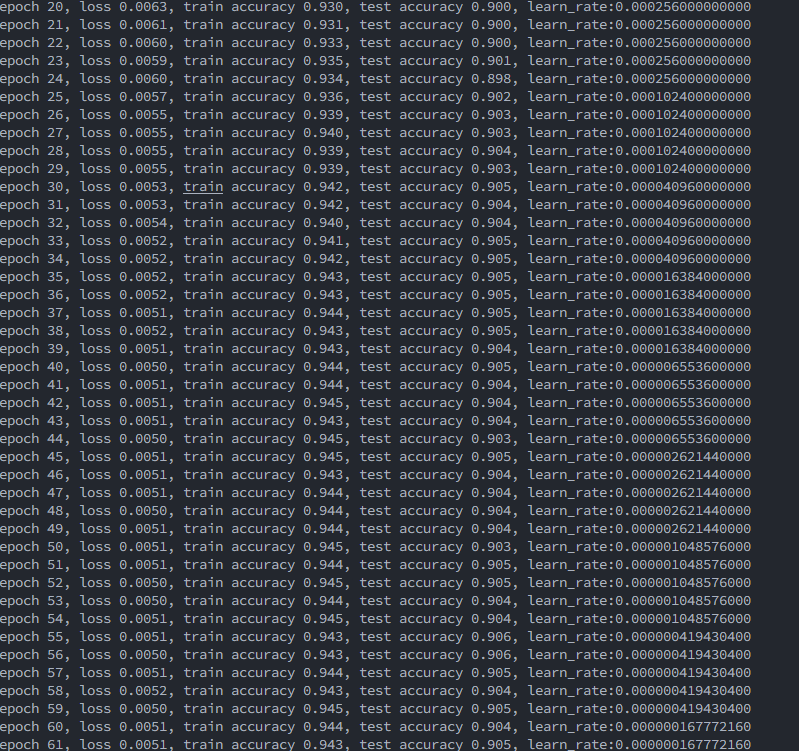 epoch 20, loss 0.0063, train accuracy 0.930, test accuracy 0.900, learn_rate:0.000256000000000
epoch 21, loss 0.0061, train accuracy 0.931, test accuracy 0.900, learn_rate:0.000256000000000
epoch 22, loss 0.0060, train accuracy 0.933, test accuracy 0.900, learn_rate:0.000256000000000
epoch 23, loss 0.0059, train accuracy 0.935, test accuracy 0.901, learn_rate:0.000256000000000
epoch 24, loss 0.0060, train accuracy 0.934, test accuracy 0.898, learn_rate:0.000256000000000
epoch 25, loss 0.0057, train accuracy 0.936, test accuracy 0.902, learn_rate:0.000102400000000
epoch 26, loss 0.0055, train accuracy 0.939, test accuracy 0.903, learn_rate:0.000102400000000
epoch 27, loss 0.0055, train accuracy 0.940, test accuracy 0.903, learn_rate:0.000102400000000
epoch 28, loss 0.0055, train accuracy 0.939, test accuracy 0.904, learn_rate:0.000102400000000
epoch 29, loss 0.0055, train accuracy 0.939, test accuracy 0.903, learn_rate:0.000102400000000
epoch 30, loss 0.0053, train accuracy 0.942, test accuracy 0.905, learn_rate:0.000040960000000
epoch 31, loss 0.0053, train accuracy 0.942, test accuracy 0.904, learn_rate:0.000040960000000
epoch 32, loss 0.0054, train accuracy 0.940, test accuracy 0.904, learn_rate:0.000040960000000
epoch 33, loss 0.0052, train accuracy 0.941, test accuracy 0.905, learn_rate:0.000040960000000
epoch 34, loss 0.0052, train accuracy 0.942, test accuracy 0.905, learn_rate:0.000040960000000
epoch 35, loss 0.0052, train accuracy 0.943, test accuracy 0.905, learn_rate:0.000016384000000
epoch 36, loss 0.0052, train accuracy 0.943, test accuracy 0.905, learn_rate:0.000016384000000
epoch 37, loss 0.0051, train accuracy 0.944, test accuracy 0.905, learn_rate:0.000016384000000
epoch 38, loss 0.0052, train accuracy 0.943, test accuracy 0.905, learn_rate:0.000016384000000
epoch 39, loss 0.0051, train accuracy 0.943, test accuracy 0.904, learn_rate:0.000016384000000
epoch 40, loss 0.0050, train accuracy 0.944, test accuracy 0.905, learn_rate:0.000006553600000
epoch 41, loss 0.0051, train accuracy 0.944, test accuracy 0.904, learn_rate:0.000006553600000
epoch 42, loss 0.0051, train accuracy 0.945, test accuracy 0.904, learn_rate:0.000006553600000
epoch 43, loss 0.0051, train accuracy 0.943, test accuracy 0.904, learn_rate:0.000006553600000
epoch 44, loss 0.0050, train accuracy 0.945, test accuracy 0.903, learn_rate:0.000006553600000
epoch 45, loss 0.0051, train accuracy 0.945, test accuracy 0.905, learn_rate:0.000002621440000
epoch 46, loss 0.0051, train accuracy 0.943, test accuracy 0.904, learn_rate:0.000002621440000
epoch 47, loss 0.0051, train accuracy 0.944, test accuracy 0.904, learn_rate:0.000002621440000
epoch 48, loss 0.0050, train accuracy 0.944, test accuracy 0.904, learn_rate:0.000002621440000
epoch 49, loss 0.0051, train accuracy 0.944, test accuracy 0.904, learn_rate:0.000002621440000
epoch 50, loss 0.0051, train accuracy 0.945, test accuracy 0.903, learn_rate:0.000001048576000
epoch 51, loss 0.0051, train accuracy 0.944, test accuracy 0.905, learn_rate:0.000001048576000
epoch 52, loss 0.0050, train accuracy 0.945, test accuracy 0.905, learn_rate:0.000001048576000
epoch 53, loss 0.0050, train accuracy 0.944, test accuracy 0.904, learn_rate:0.000001048576000
epoch 54, loss 0.0051, train accuracy 0.945, test accuracy 0.904, learn_rate:0.000001048576000
epoch 55, loss 0.0051, train accuracy 0.943, test accuracy 0.906, learn_rate:0.000000419430400
epoch 56, loss 0.0050, train accuracy 0.943, test accuracy 0.906, learn_rate:0.000000419430400
epoch 57, loss 0.0051, train accuracy 0.944, test accuracy 0.905, learn_rate:0.000000419430400
epoch 58, loss 0.0052, train accuracy 0.943, test accuracy 0.904, learn_rate:0.000000419430400
epoch 59, loss 0.0050, train accuracy 0.945, test accuracy 0.905, learn_rate:0.000000419430400
epoch 60, loss 0.0051, train accuracy 0.944, test accuracy 0.904, learn_rate:0.000000167772160
epoch 61, loss 0.0051, train accuracy 0.943, test accuracy 0.905, learn_rate:0.000000167772160